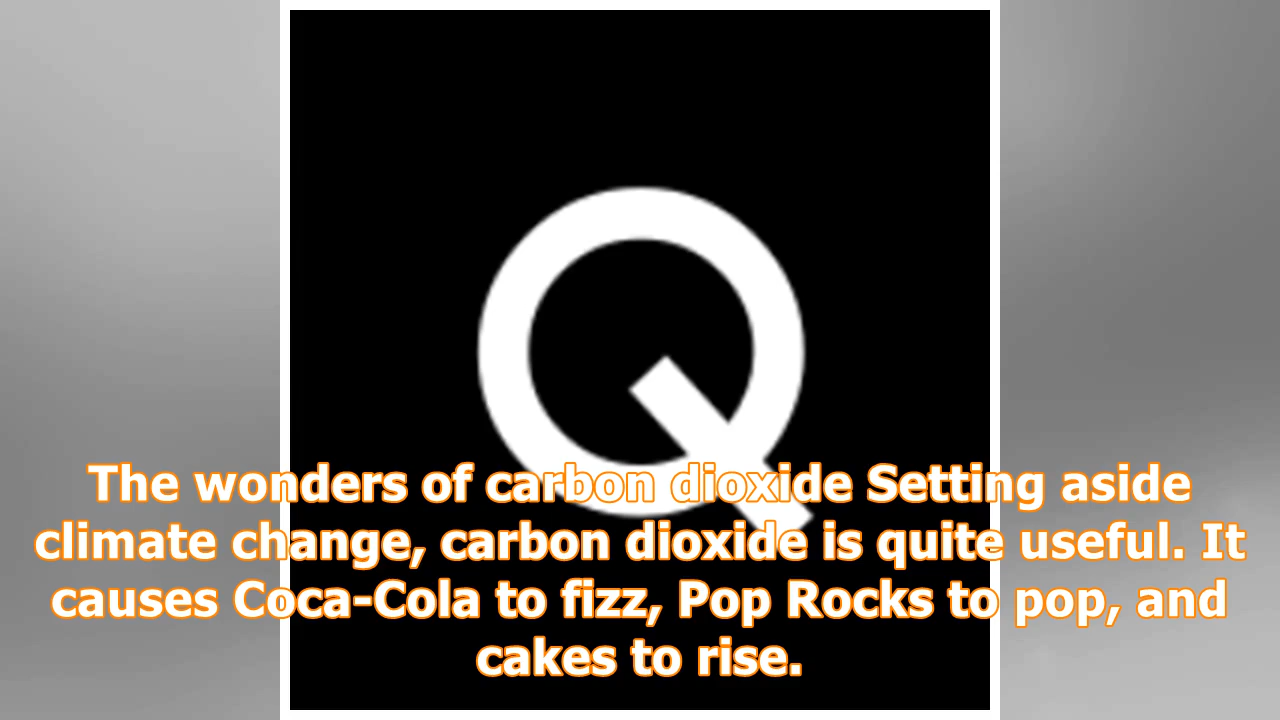 Q
The wonders of carbon dioxide Setting aside
climate change, carbon dioxide is quite useful. It
causes Coca-Cola to fizz, Pop Rocks to pop, and
cakes to rise.